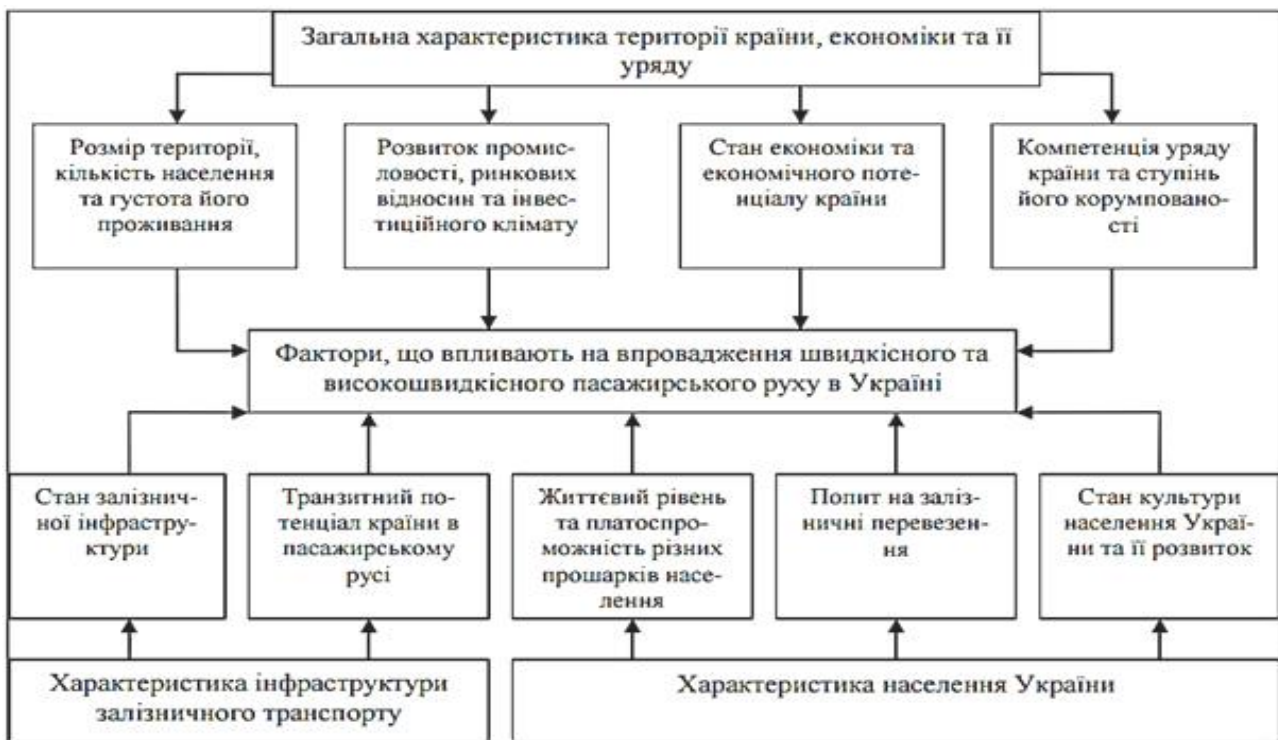 Загальна характеристика території країни, економіки та її
уряду
Розмір території,
кількість населення
та густота його
проживання
Розвиток промис-
ловості, ринкових
відносин та інвес-
тиційного клімату
Стан економіки та
економічного поте-
нціалу країни
Компетенція уряду
країни та ступінь
його корумповано-
сті
Фактори, що впливають на впровадження швидкісного та
високошвидкісного пасажирського руху в Україні
Стан залізнич-
ної інфрастру-
ктури
Транзитний по-
тенціал країни в
пасажирському
русі
Життєвий рівень
та платоспро-
можність різних
прошарків насе-
лення
Попит на заліз-
ничні перевезен-
ня
Стан культури
населення Украї-
ни та її розвиток
Характеристика інфраструктури
залізничного транспорту
Характеристика населення України